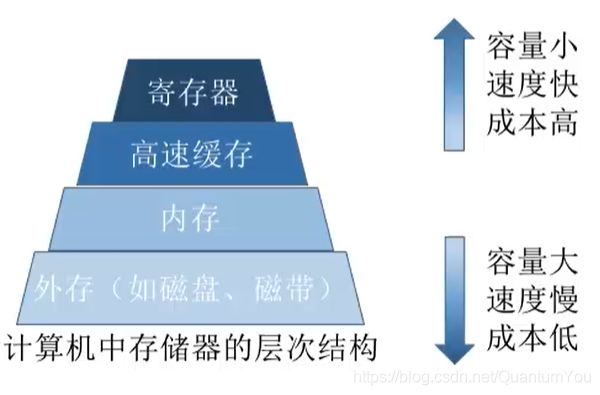 寄存器
高速缓存
内存
外存（如磁盘、磁带）
计算机中存储器的层次结构
容量小
速度快
成本高
容量大
速度慢
成本低
https://blog.csdn.net/QuantumYou